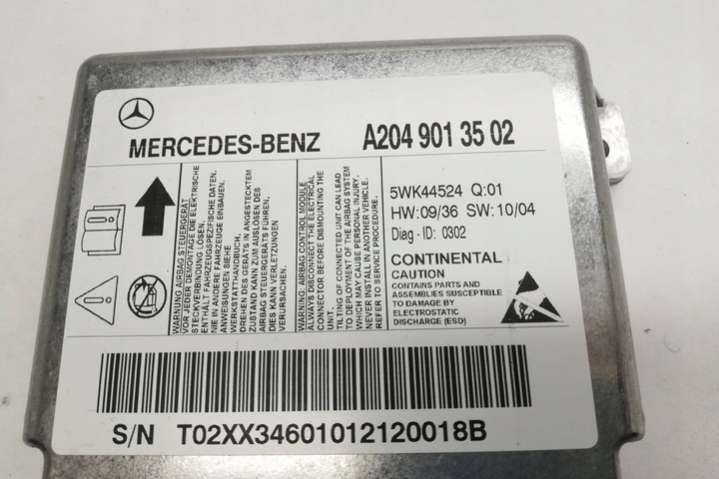 MERCEDES-BENZ A204 901 35 02
WARNUNG: AIRBAG STEUERGERÄT
VOR JEDER DEMONTAGE DIE ELEKTRISCHE
STECKVERBINDUNG LÖSEN.
ENTHÄLT FAHRZEUGSPEZIFISCHE DATEN.
NIE IN ANDERE FAHRZEUGE EINBAUEN.
ANWEISUNGEN SIEHE
WERKSTATTHANDBUCH.
DREHEN DES GERÄTS IN ANGESTECKTEM
ZUSTAND KANN ZUM AUSLÖSEN DES
AIRBAG STEUERGERÄTS FÜHREN.
DIES KANN VERLETZUNGEN
VERURSACHEN.
WARNING: AIRBAG CONTROL MODULE
ALWAYS DISCONNECT THE ELECTRICAL
CONNECTOR BEFORE DISMOUNTING THE
UNIT.
TILTING OF CONNECTED UNIT CAN LEAD
TO DEPLOYMENT OF THE AIRBAG SYSTEM
WHICH MAY CAUSE PERSONAL INJURY.
NEVER INSTALL IN ANOTHER VEHICLE.
REFER TO SERVICE PROCEDURE.
5WK44524 Q:01
HW:09/36 SW:10/04
Diag-ID: 0302
CONTINENTAL
CAUTION
CONTAINS PARTS AND
ASSEMBLIES SUSCEPTIBLE
TO DAMAGE BY
ELECTROSTATIC
DISCHARGE (ESD)
S/N T02XX34601012120018B